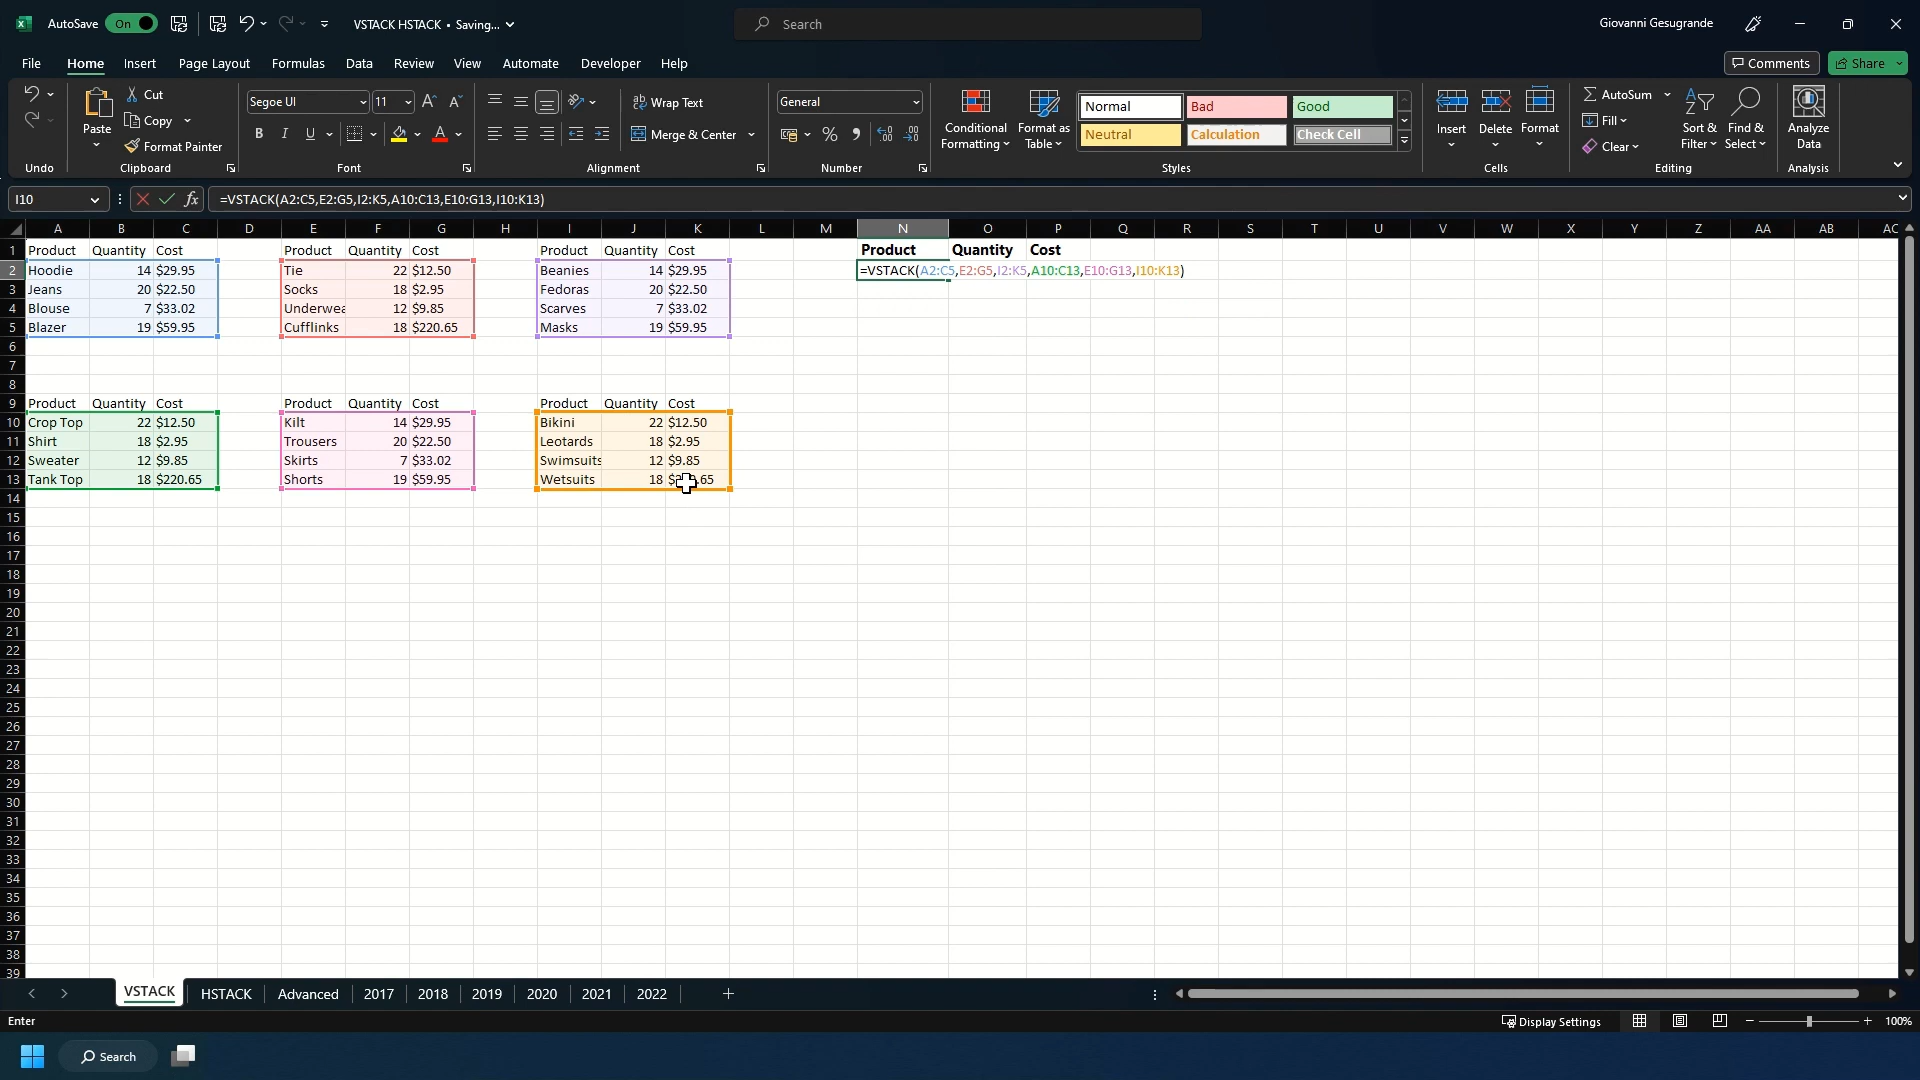 AutoSave On VSTACK HSTACK • Saving... Search Giovanni Gesugrande
File Home Insert Page Layout Formulas Data Review View Automate Developer Help Comments Share
Cut Segoe UI 11 Wrap Text General Normal Bad Good AutoSum
Paste Copy Conditional Formatting Format as Table Insert Delete Format Fill Sort & Filter Find & Select Analyze Data
Format Painter B I U Merge & Center % Neutral Calculation Check Cell Clear
Undo Clipboard Font Alignment Number Styles Cells Editing Analysis
I10 fx =VSTACK(A2:C5,E2:G5,I2:K5,A10:C13,E10:G13,I10:K13)
A B C D E F G H I J K L M N O P Q R S T U V W X Y Z AA AB AC
1 Product Quantity Cost Product Quantity Cost Product Quantity Cost Product Quantity Cost
2 Hoodie 14 $29.95 Tie 22 $12.50 Beanies 14 $29.95 =VSTACK(A2:C5,E2:G5,I2:K5,A10:C13,E10:G13,I10:K13)
3 Jeans 20 $22.50 Socks 18 $2.95 Fedoras 20 $22.50
4 Blouse 7 $33.02 Underwea 12 $9.85 Scarves 7 $33.02
5 Blazer 19 $59.95 Cufflinks 18 $220.65 Masks 19 $59.95
6
7
8
9 Product Quantity Cost Product Quantity Cost Product Quantity Cost
10 Crop Top 22 $12.50 Kilt 14 $29.95 Bikini 22 $12.50
11 Shirt 18 $2.95 Trousers 20 $22.50 Leotards 18 $2.95
12 Sweater 12 $9.85 Skirts 7 $33.02 Swimsuits 12 $9.85
13 Tank Top 18 $220.65 Shorts 19 $59.95 Wetsuits 18
14
15
16
17
18
19
20
21
22
23
24
25
26
27
28
29
30
31
32
33
34
35
36
37
38
39
VSTACK HSTACK Advanced 2017 2018 2019 2020 2021 2022
Enter Display Settings 100%
Search